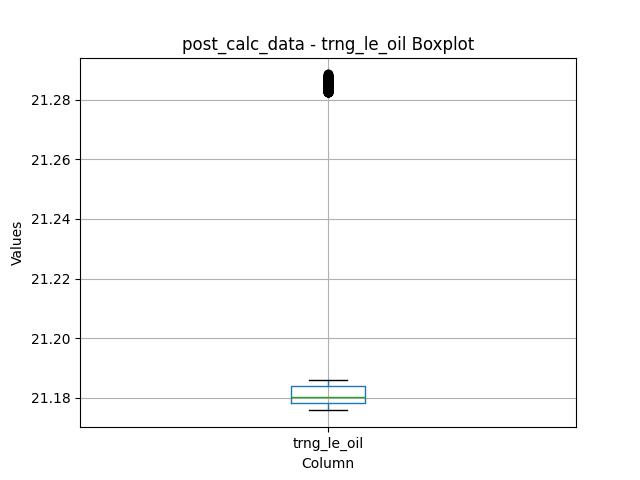 post_calc_data - trng_le_oil Boxplot
21.28
21.26
21.24
21.22
21.20
21.18
Values
trng_le_oil
Column